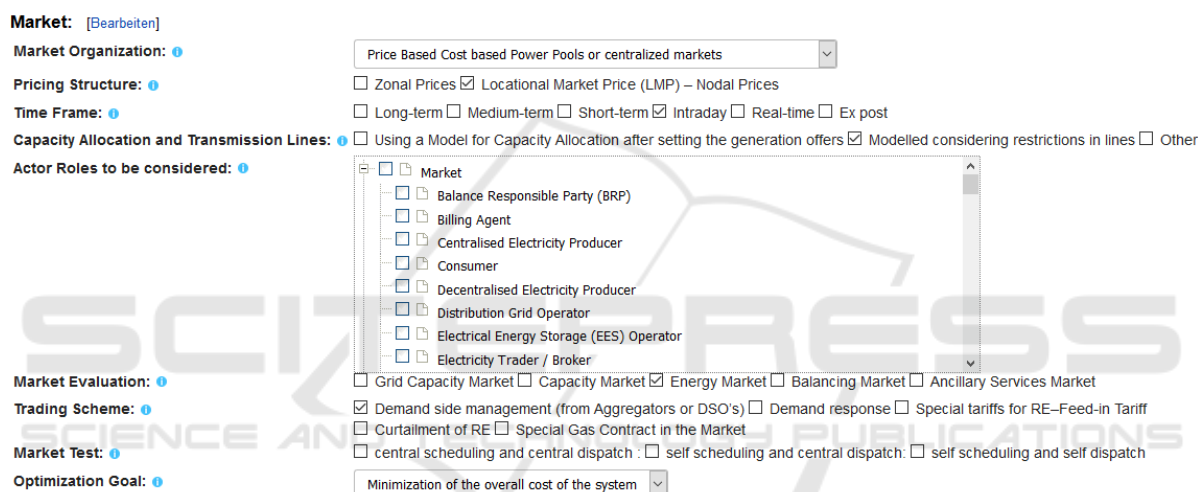 Market: [Bearbeiten]
Market Organization: Price Based Cost based Power Pools or centralized markets
Pricing Structure: Zonal Prices Locational Market Price (LMP) – Nodal Prices
Time Frame: Long-term Medium-term Short-term Intraday Real-time Ex post
Capacity Allocation and Transmission Lines: Using a Model for Capacity Allocation after setting the generation offers Modelled considering restrictions in lines Other
Actor Roles to be considered: Market
Balance Responsible Party (BRP)
Billing Agent
Centralised Electricity Producer
Consumer
Decentralised Electricity Producer
Distribution Grid Operator
Electrical Energy Storage (EES) Operator
Electricity Trader / Broker
Market Evaluation: Grid Capacity Market Capacity Market Energy Market Balancing Market Ancillary Services Market
Trading Scheme: Demand side management (from Aggregators or DSO's) Demand response Special tariffs for RE–Feed-in Tariff
Curtailment of RE Special Gas Contract in the Market
Market Test: central scheduling and central dispatch : self scheduling and central dispatch: self scheduling and self dispatch
Optimization Goal: Minimization of the overall cost of the system
SCITEPRESS
SCIENCE AND TECHNOLOGY PUBLICATIONS